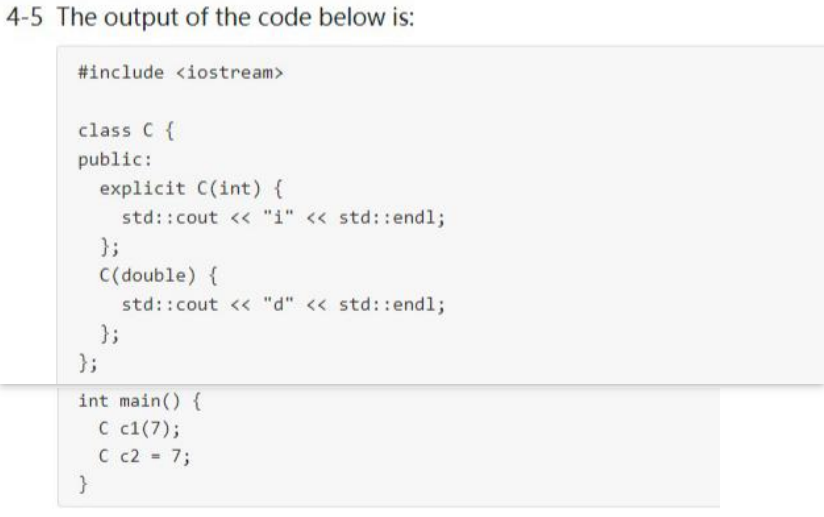 4-5 The output of the code below is:
#include <iostream>
class C {
public:
explicit C(int) {
std::cout << "i" << std::endl;
};
C(double) {
std::cout << "d" << std::endl;
};
};
int main() {
C c1(7);
C c2 = 7;
}